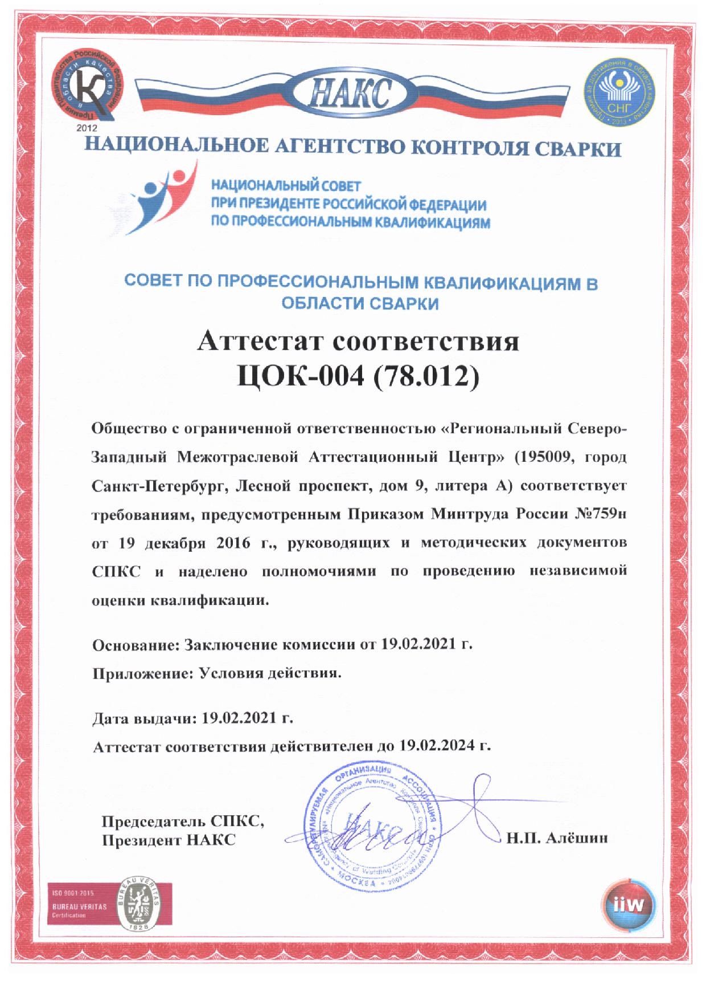 Премия Правительства Российской Федерации
в области качества
2012
НАКС
Премия за достижения в области качества
СНГ
• 2013 •
НАЦИОНАЛЬНОЕ АГЕНТСТВО КОНТРОЛЯ СВАРКИ
НАЦИОНАЛЬНЫЙ СОВЕТ
ПРИ ПРЕЗИДЕНТЕ РОССИЙСКОЙ ФЕДЕРАЦИИ
ПО ПРОФЕССИОНАЛЬНЫМ КВАЛИФИКАЦИЯМ
СОВЕТ ПО ПРОФЕССИОНАЛЬНЫМ КВАЛИФИКАЦИЯМ В
ОБЛАСТИ СВАРКИ
Аттестат соответствия
ЦОК-004 (78.012)
Общество с ограниченной ответственностью «Региональный Северо-
Западный Межотраслевой Аттестационный Центр» (195009, город
Санкт-Петербург, Лесной проспект, дом 9, литера А) соответствует
требованиям, предусмотренным Приказом Минтруда России №759н
от 19 декабря 2016 г., руководящих и методических документов
СПКС и наделено полномочиями по проведению независимой
оценки квалификации.
Основание: Заключение комиссии от 19.02.2021 г.
Приложение: Условия действия.
Дата выдачи: 19.02.2021 г.
Аттестат соответствия действителен до 19.02.2024 г.
САМОРЕГУЛИРУЕМАЯ ОРГАНИЗАЦИЯ АССОЦИАЦИЯ
«Национальное Агентство Контроля Сварки»
НАКС
of Welding
МОСКВА
Председатель СПКС,
Президент НАКС
Н.П. Алёшин
ISO 9001:2015
BUREAU VERITAS
Certification
BUREAU VERITAS
1828
iiw